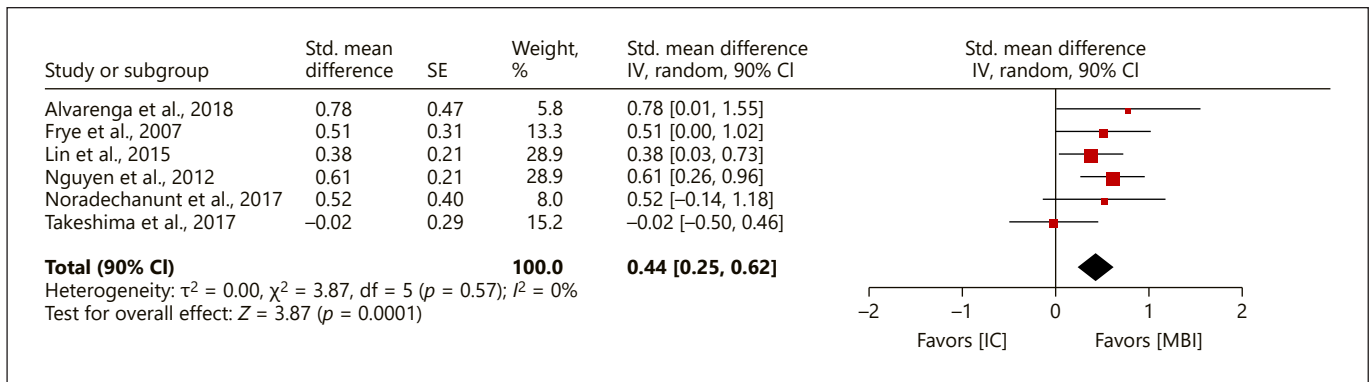 Study or subgroup Std. mean difference SE Weight, % Std. mean difference IV, random, 90% CI Std. mean difference IV, random, 90% CI
Alvarenga et al., 2018 0.78 0.47 5.8 0.78 [0.01, 1.55]
Frye et al., 2007 0.51 0.31 13.3 0.51 [0.00, 1.02]
Lin et al., 2015 0.38 0.21 28.9 0.38 [0.03, 0.73]
Nguyen et al., 2012 0.61 0.21 28.9 0.61 [0.26, 0.96]
Noradechanunt et al., 2017 0.52 0.40 8.0 0.52 [–0.14, 1.18]
Takeshima et al., 2017 –0.02 0.29 15.2 –0.02 [–0.50, 0.46]
Total (90% CI) 100.0 0.44 [0.25, 0.62]
Heterogeneity: τ² = 0.00, χ² = 3.87, df = 5 (p = 0.57); I² = 0%
Test for overall effect: Z = 3.87 (p = 0.0001)
–2 –1 0 1 2
Favors [IC] Favors [MBI]